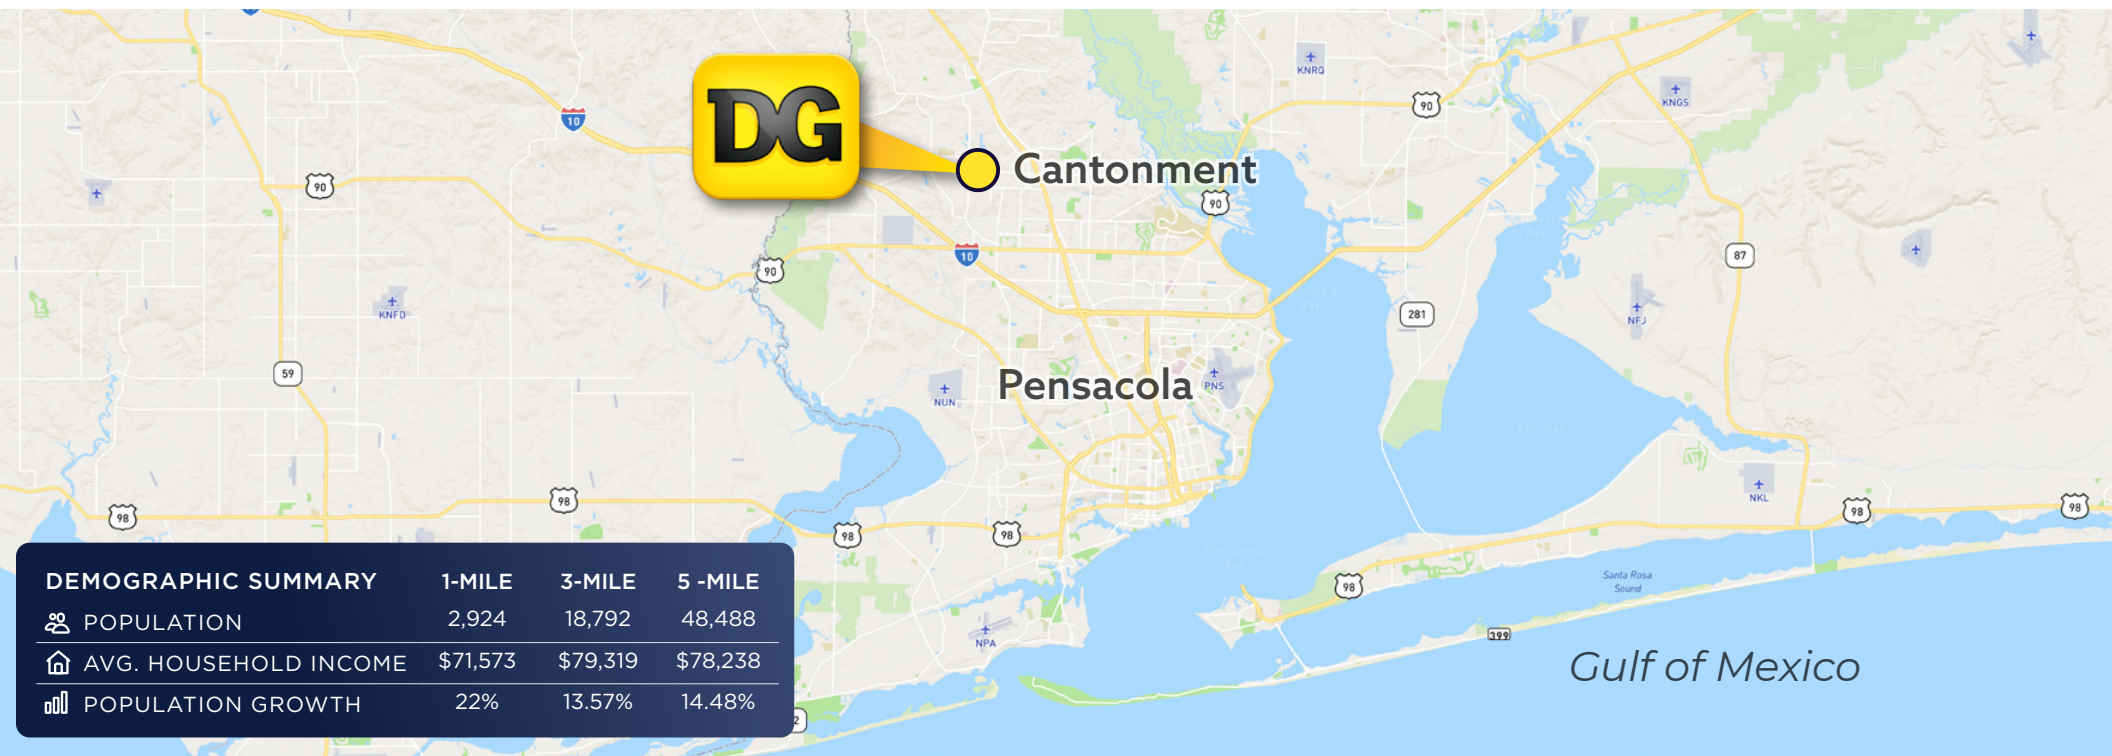 KNRQ
KNGS
10
90
DG
Cantonment
90
90
90
10
87
KNFD
281
NFJ
59
Pensacola
PNS
NUN
98
98
98
98
NKL
98
98
Santa Rosa
Sound
98
399
NPA
Gulf of Mexico
DEMOGRAPHIC SUMMARY 1-MILE 3-MILE 5 -MILE
POPULATION 2,924 18,792 48,488
AVG. HOUSEHOLD INCOME $71,573 $79,319 $78,238
POPULATION GROWTH 22% 13.57% 14.48%